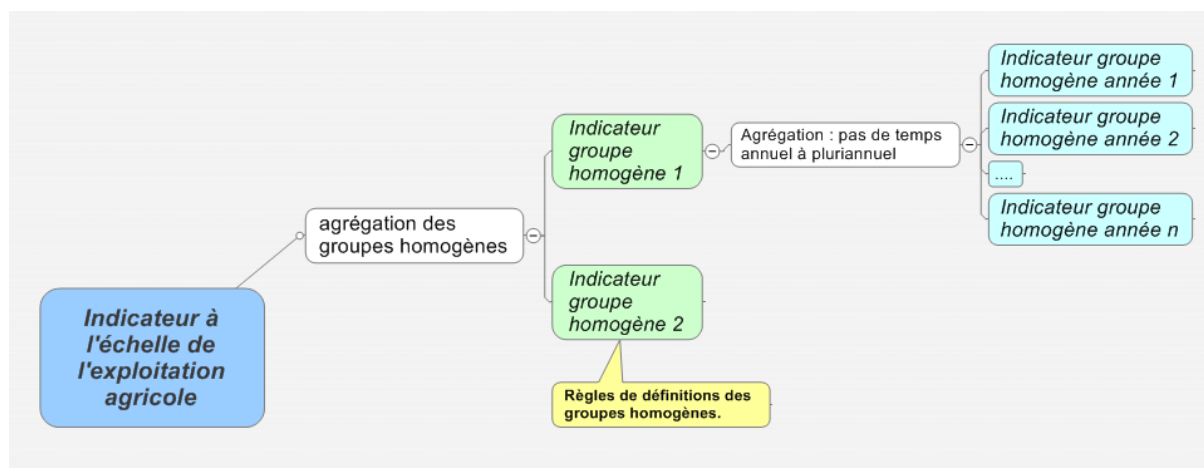 Indicateur à
l'échelle de
l'exploitation
agricole
agrégation des
groupes homogènes
Indicateur
groupe
homogène 1
Agrégation : pas de temps
annuel à pluriannuel
Indicateur groupe
homogène année 1
Indicateur groupe
homogène année 2
....
Indicateur groupe
homogène année n
Indicateur
groupe
homogène 2
Règles de définitions des
groupes homogènes.